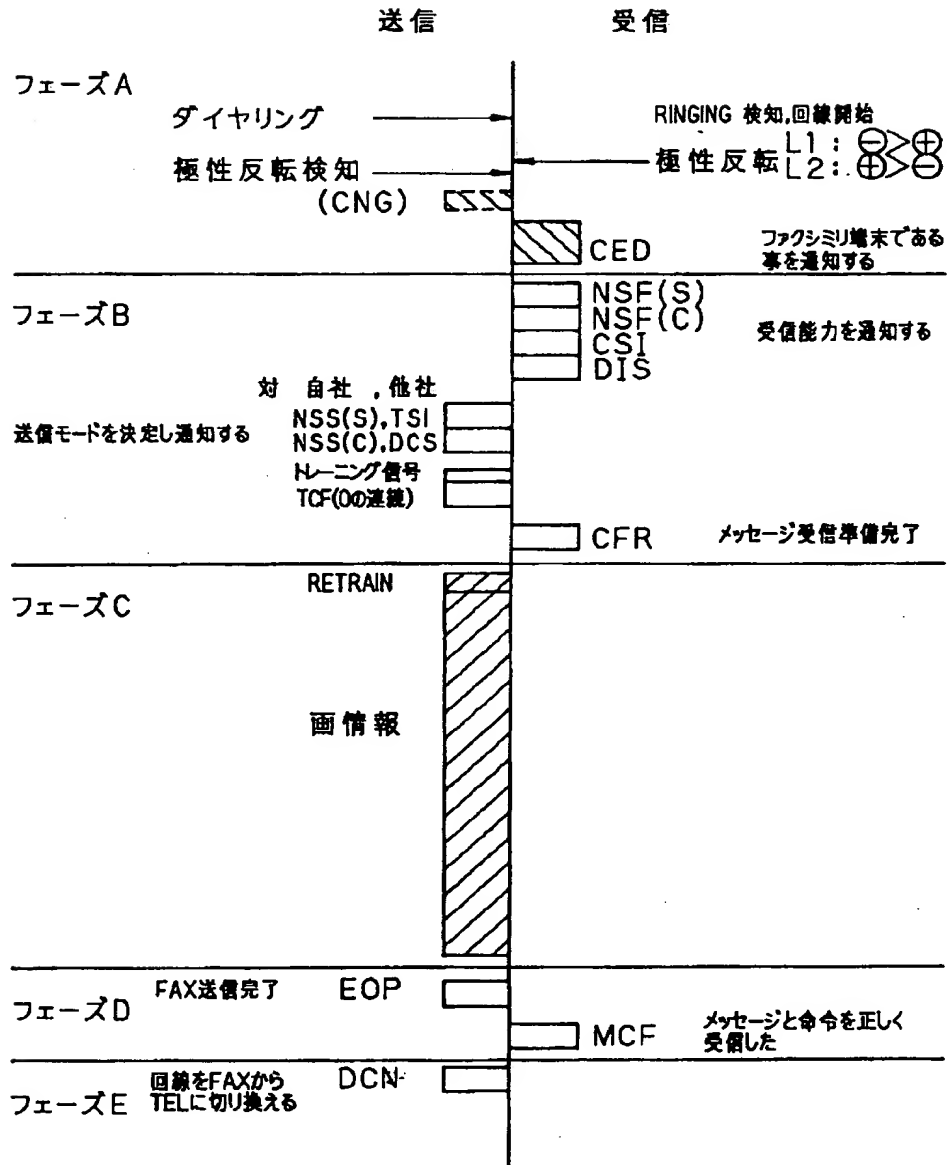 送信 受信
フェーズA
ダイヤリング
RINGING 検知,回線開始
極性反転 L1: ⊖>⊕
L2: ⊕>⊖
極性反転検知
(CNG)
CED
ファクシミリ端末である
事を通知する
フェーズB
NSF(S)
NSF(C)
CSI
DIS
受信能力を通知する
対 自社 ,他社
NSS(S),TSI
NSS(C),DCS
送信モードを決定し通知する
トレーニング信号
TCF(0の連続)
CFR
メッセージ受信準備完了
フェーズC
RETRAIN
画情報
フェーズD
FAX送信完了
EOP
MCF
メッセージと命令を正しく
受信した
フェーズE
回線をFAXから
TELに切り換える
DCN